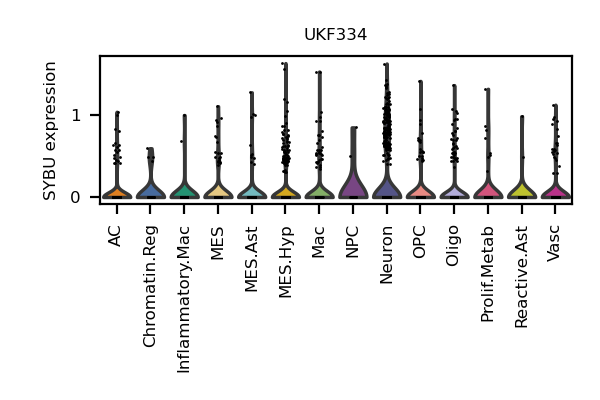 UKF334
SYBU expression
1
0
AC
Chromatin.Reg
Inflammatory.Mac
MES
MES.Ast
MES.Hyp
Mac
NPC
Neuron
OPC
Oligo
Prolif.Metab
Reactive.Ast
Vasc